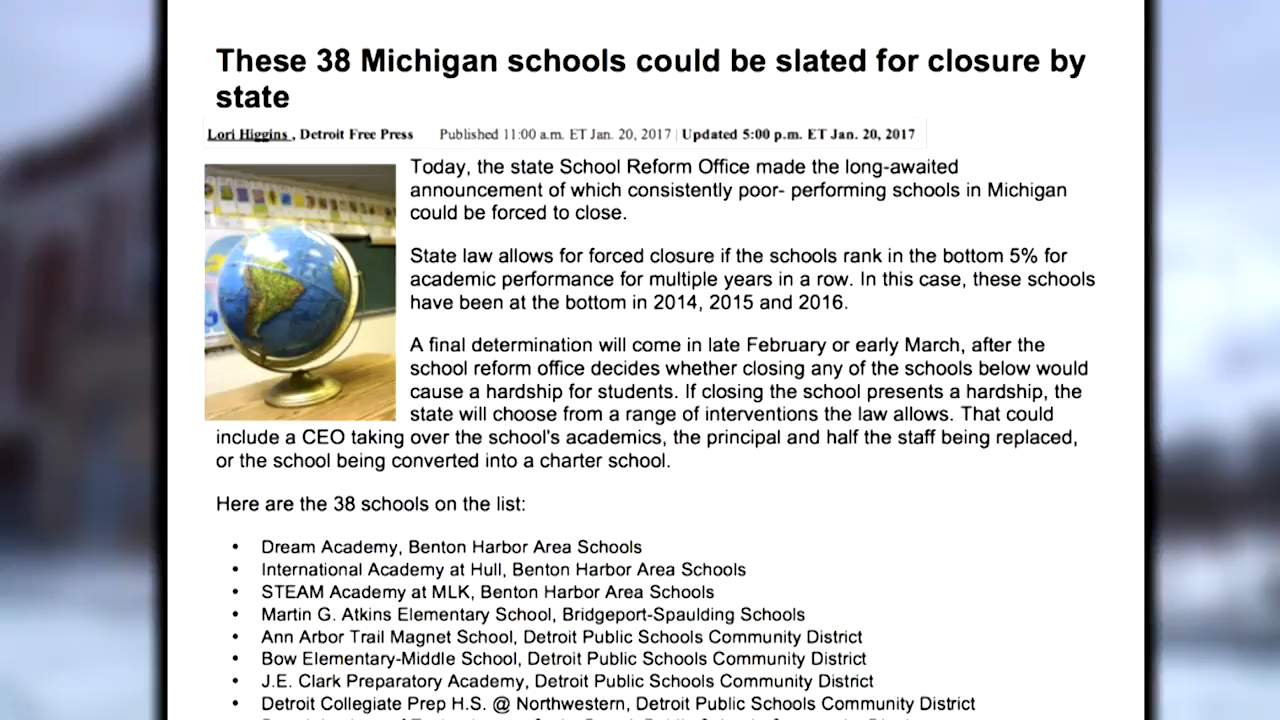 These 38 Michigan schools could be slated for closure by
state
Lori Higgins , Detroit Free Press Published 11:00 a.m. ET Jan. 20, 2017 | Updated 5:00 p.m. ET Jan. 20, 2017
Today, the state School Reform Office made the long-awaited
announcement of which consistently poor- performing schools in Michigan
could be forced to close.
State law allows for forced closure if the schools rank in the bottom 5% for
academic performance for multiple years in a row. In this case, these schools
have been at the bottom in 2014, 2015 and 2016.
A final determination will come in late February or early March, after the
school reform office decides whether closing any of the schools below would
cause a hardship for students. If closing the school presents a hardship, the
state will choose from a range of interventions the law allows. That could
include a CEO taking over the school's academics, the principal and half the staff being replaced,
or the school being converted into a charter school.
Here are the 38 schools on the list:
• Dream Academy, Benton Harbor Area Schools
• International Academy at Hull, Benton Harbor Area Schools
• STEAM Academy at MLK, Benton Harbor Area Schools
• Martin G. Atkins Elementary School, Bridgeport-Spaulding Schools
• Ann Arbor Trail Magnet School, Detroit Public Schools Community District
• Bow Elementary-Middle School, Detroit Public Schools Community District
• J.E. Clark Preparatory Academy, Detroit Public Schools Community District
• Detroit Collegiate Prep H.S. @ Northwestern, Detroit Public Schools Community District